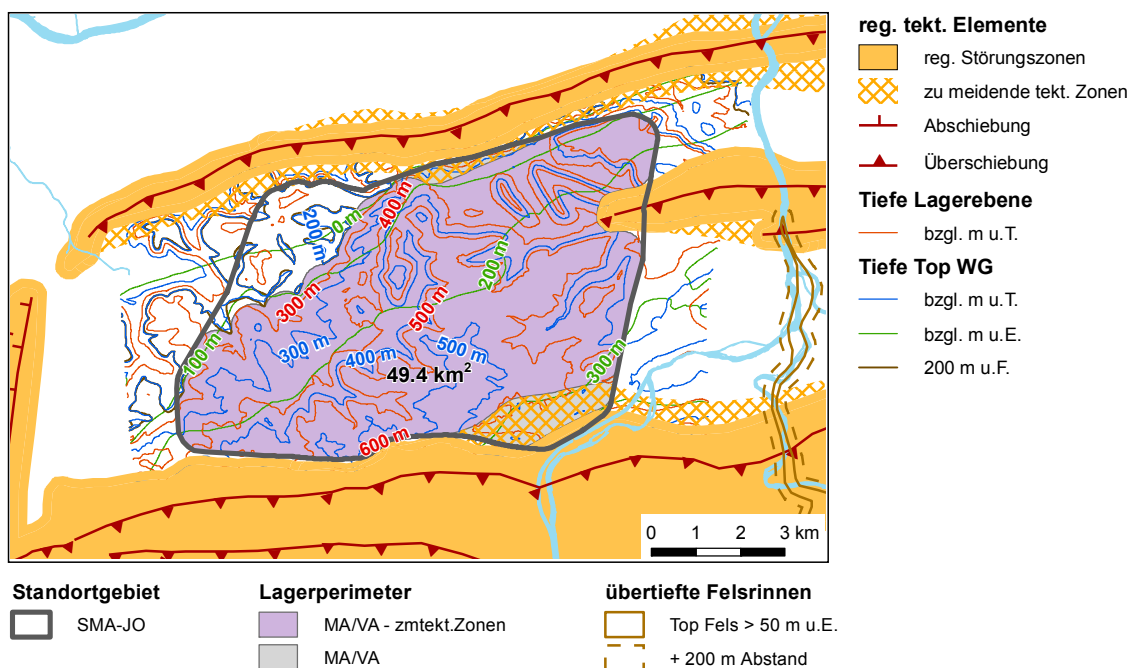 200 m
0 m
400 m
200 m
300 m
500 m
100 m
300 m
400 m
500 m
49.4 km²
300 m
600 m
0 1 2 3 km
reg. tekt. Elemente
reg. Störungszonen
zu meidende tekt. Zonen
Abschiebung
Überschiebung
Tiefe Lagerebene
bzgl. m u.T.
Tiefe Top WG
bzgl. m u.T.
bzgl. m u.E.
200 m u.F.
Standortgebiet
SMA-JO
Lagerperimeter
MA/VA - zmtekt.Zonen
MA/VA
übertiefte Felsrinnen
Top Fels > 50 m u.E.
+ 200 m Abstand